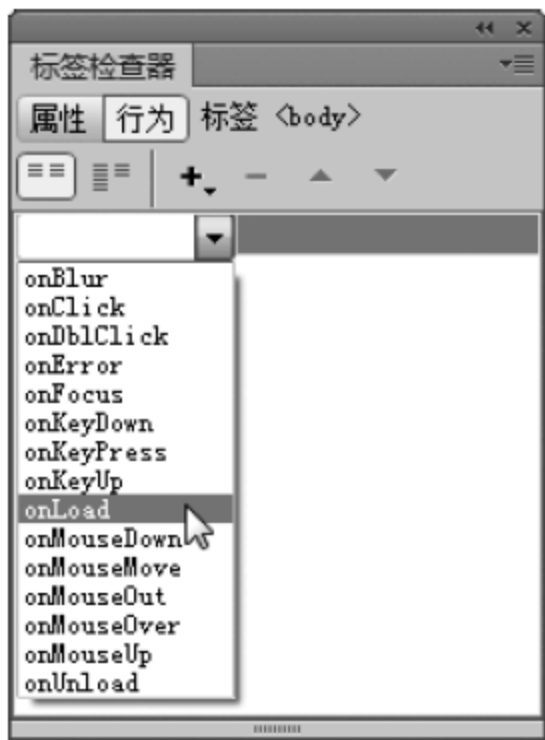 标签检查器
属性 行为 标签 <body>
onBlur
onClick
onDblClick
onError
onFocus
onKeyDown
onKeyPress
onKeyUp
onLoad
onMouseDown
onMouseMove
onMouseOut
onMouseOver
onMouseUp
onUnload